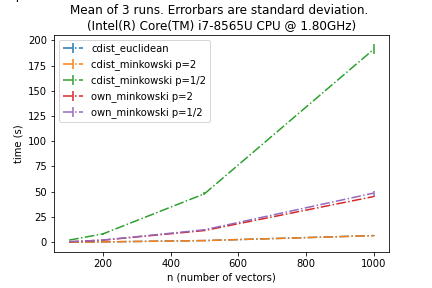 Mean of 3 runs. Errorbars are standard deviation.
(Intel(R) Core(TM) i7-8565U CPU @ 1.80GHz)
200
175
150
125
100
75
50
25
0
time (s)
cdist_euclidean
cdist_minkowski p=2
cdist_minkowski p=1/2
own_minkowski p=2
own_minkowski p=1/2
200
400
600
800
1000
n (number of vectors)